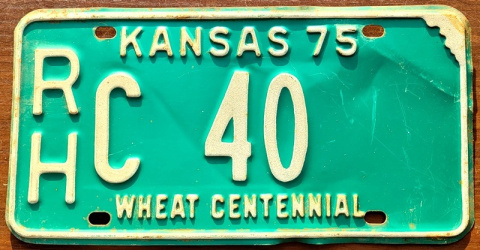 KANSAS 75
RH C 40
WHEAT CENTENNIAL